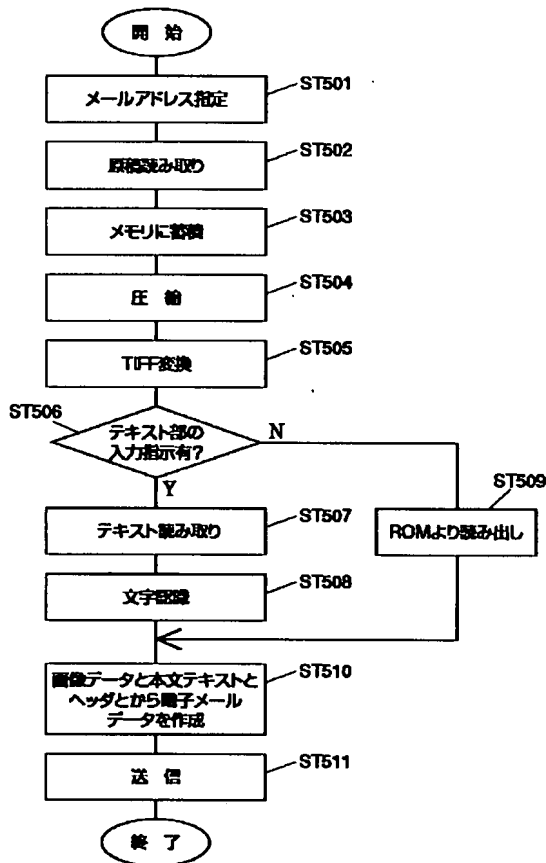 開 始
メールアドレス指定
ST501
原稿読み取り
ST502
メモリに蓄積
ST503
圧 縮
ST504
TIFF変換
ST505
ST506
テキスト部の
入力指示有?
N
Y
テキスト読み取り
ST507
ST509
ROMより読み出し
文字認識
ST508
画像データと本文テキストと
ヘッダとから電子メール
データを作成
ST510
送 信
ST511
終 了